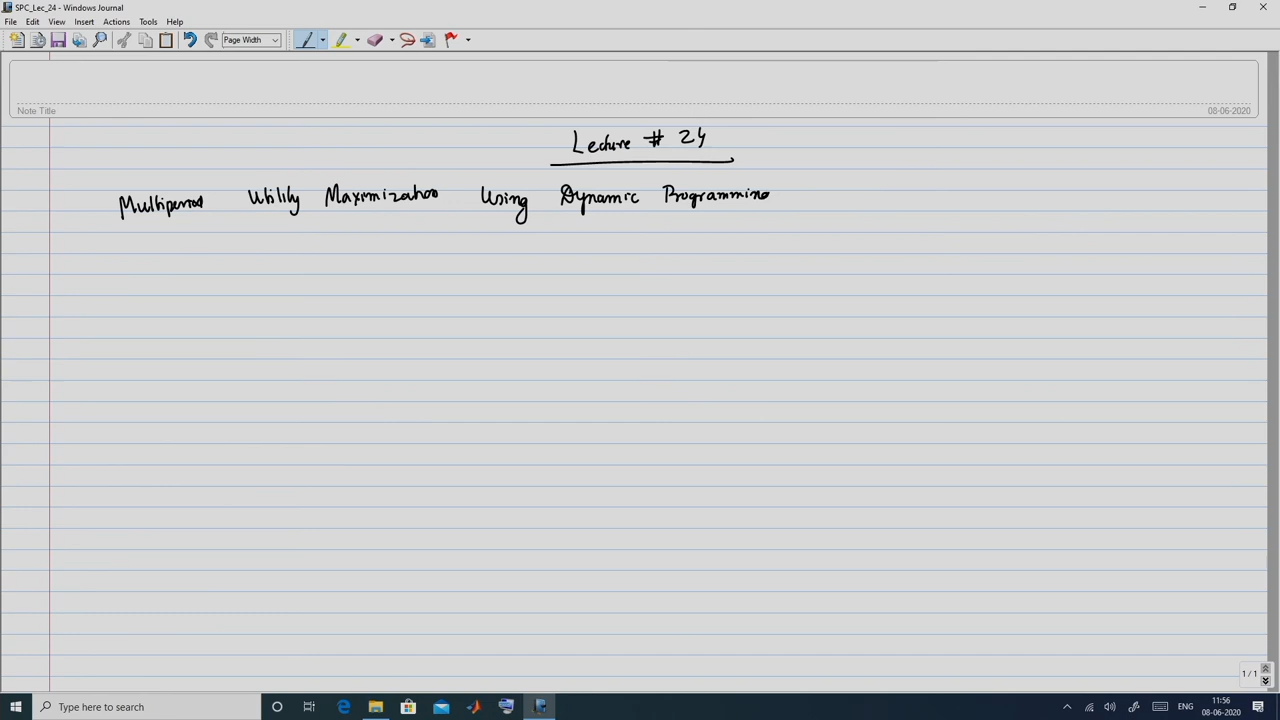 SPC_Lec_24 - Windows Journal
File Edit View Insert Actions Tools Help
Page Width
Note Title
08-06-2020
Lecture # 24
Multiperiod Utility Maximization Using Dynamic Programming
1/1
Type here to search
ENG
11:56
08-06-2020